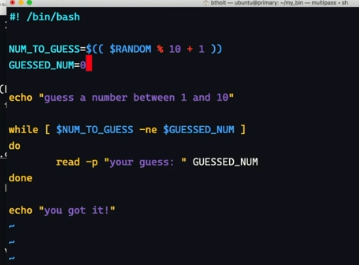 btholt — ubuntu@primary: ~/my_bin — multipass • sh
#! /bin/bash
NUM_TO_GUESS=$(( $RANDOM % 10 + 1 ))
GUESSED_NUM=0
echo "guess a number between 1 and 10"
while [ $NUM_TO_GUESS -ne $GUESSED_NUM ]
do
        read -p "your guess: " GUESSED_NUM
done
echo "you got it!"
~
~
~